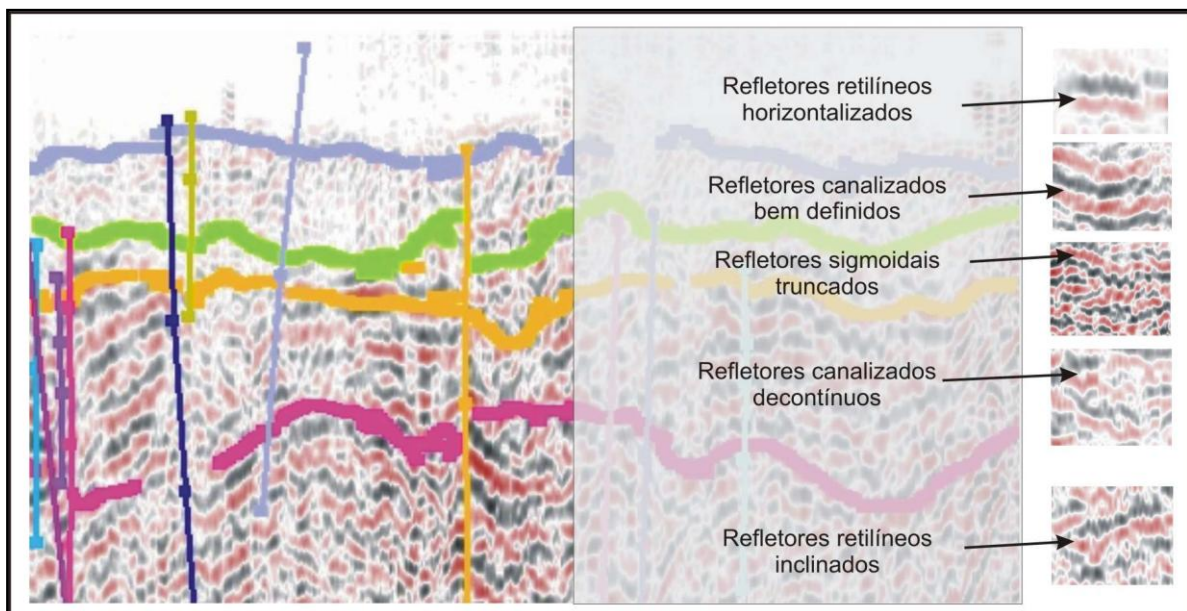 Refletores retilíneos
horizontalizados
Refletores canalizados
bem definidos
Refletores sigmoidais
truncados
Refletores canalizados
decontínuos
Refletores retilíneos
inclinados